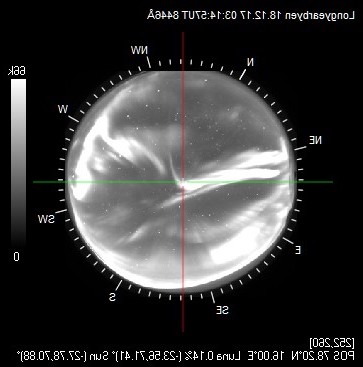 Longyearbyen 18.12.17 03:14:57UT 8446Å
NW
N
66k
W
NE
SW
E
0
S
SE
[252,260]
POS 78.20°N 16.00°E Luna 0.14% (-23.56,71.41)° Sun (-27.78,70.88)°